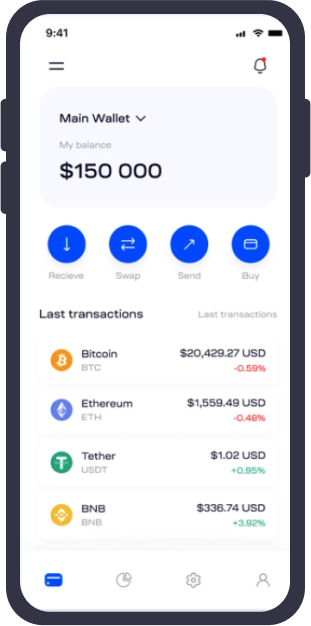 9:41
Main Wallet
My balance
$150 000
Recieve Swap Send Buy
Last transactions Last transactions
Bitcoin $20,429.27 USD
BTC -0.59%
Ethereum $1,559.49 USD
ETH -0.48%
Tether $1.02 USD
USDT +0.95%
BNB $336.74 USD
BNB +3.92%